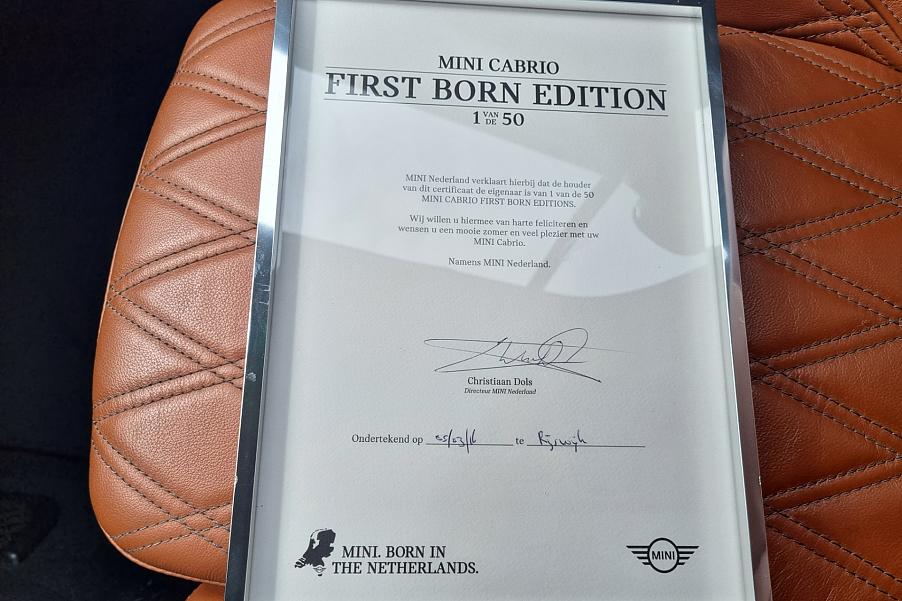 MINI CABRIO
FIRST BORN EDITION
1 VAN DE 50
MINI Nederland verklaart hierbij dat de houder
van dit certificaat de eigenaar is van 1 van de 50
MINI CABRIO FIRST BORN EDITIONS.
Wij willen u hiermee van harte feliciteren en
wensen u een mooie zomer en veel plezier met uw
MINI Cabrio.
Namens MINI Nederland.
Christiaan Dols
Directeur MINI Nederland
Ondertekend op te Rijswijk
MINI. BORN IN
THE NETHERLANDS.
MINI